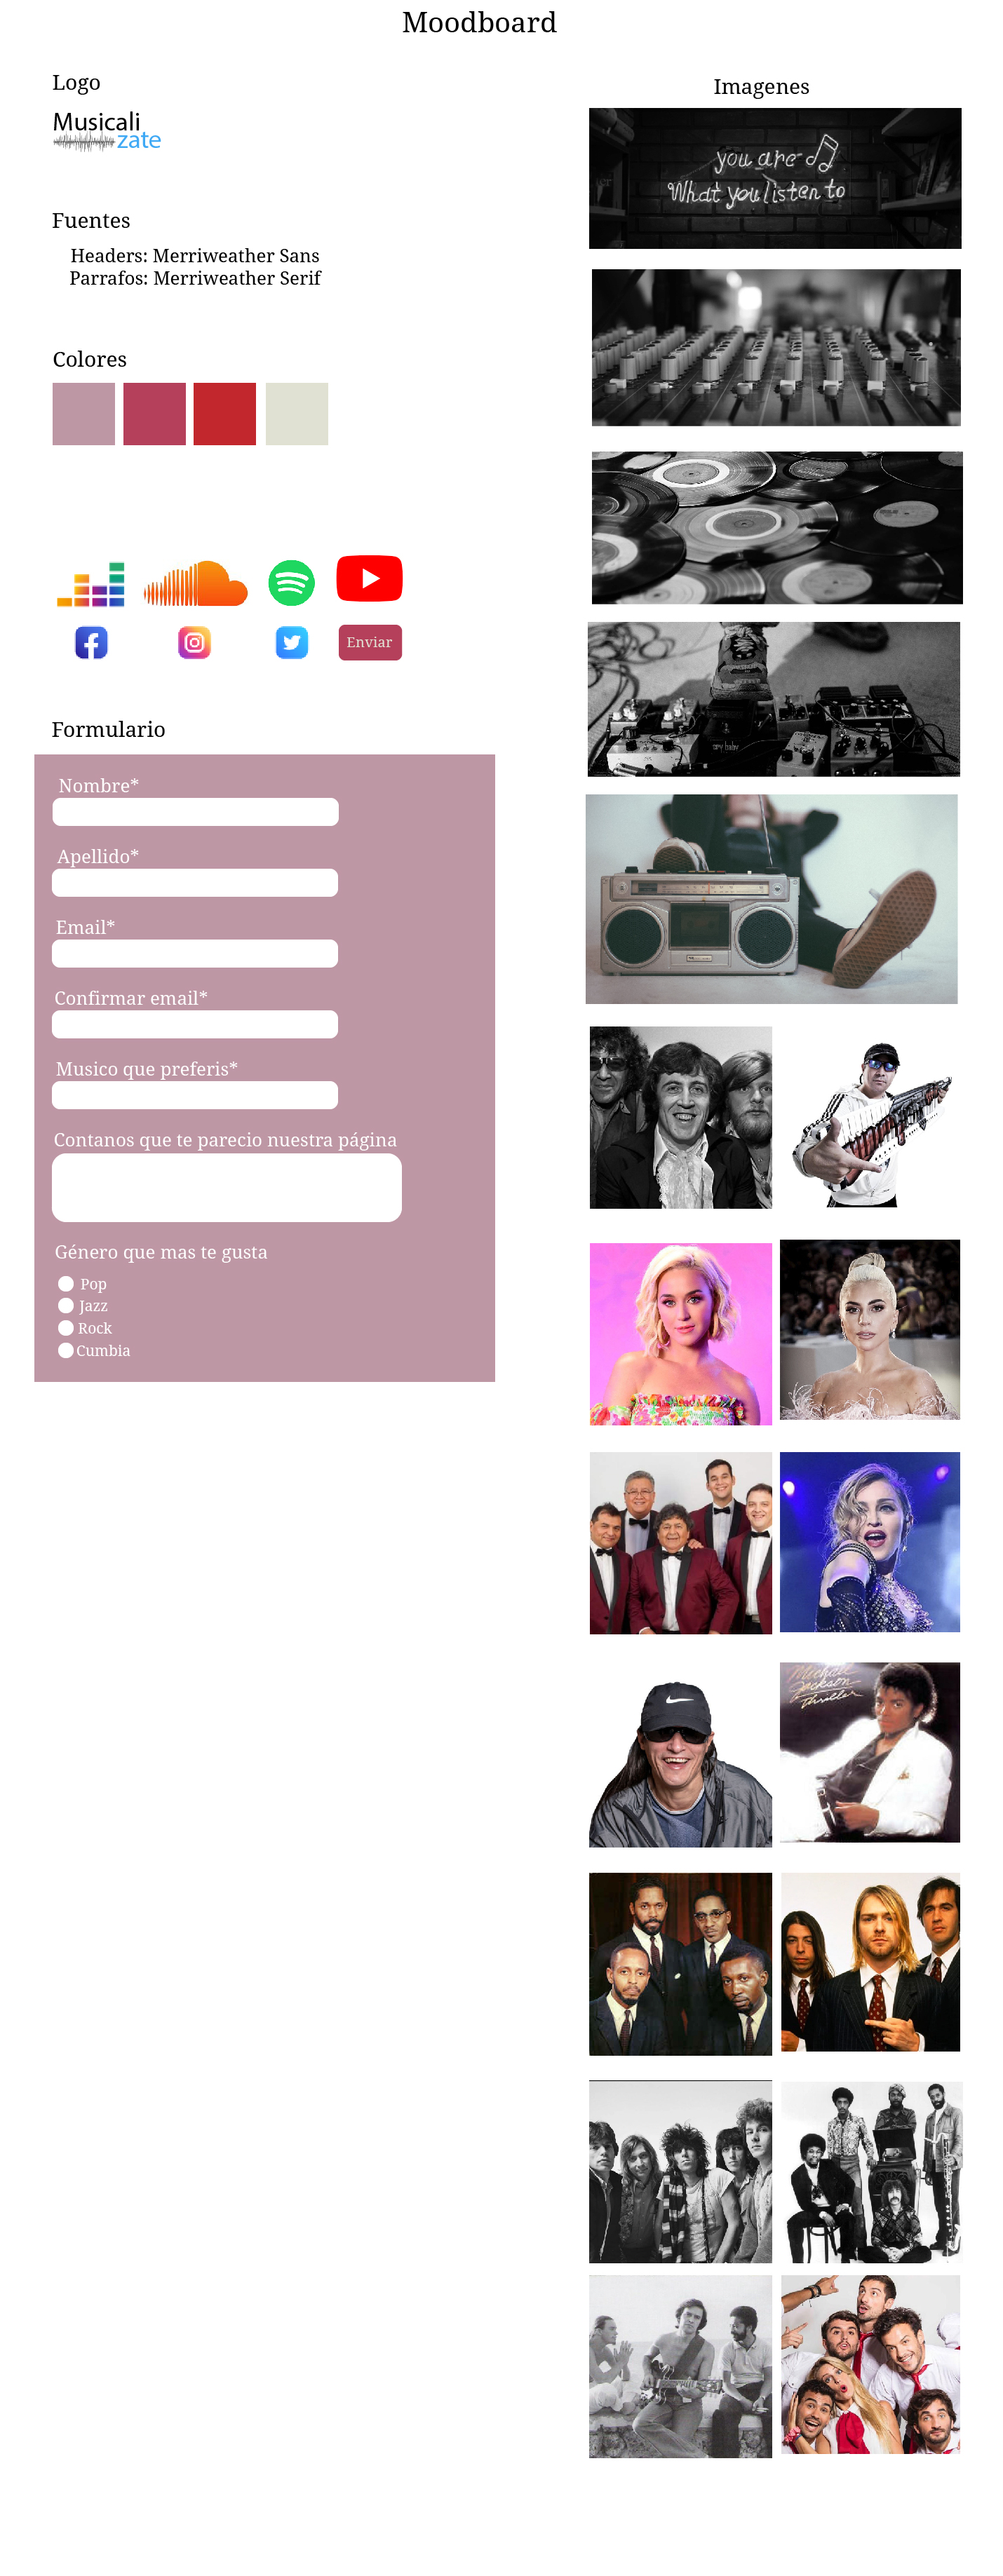 Moodboard
Logo
Musicali
zate
Fuentes
Headers: Merriweather Sans
Parrafos: Merriweather Serif
Colores
Enviar
Formulario
Nombre*
Apellido*
Email*
Confirmar email*
Musico que preferis*
Contanos que te parecio nuestra página
Género que mas te gusta
Pop
Jazz
Rock
Cumbia
Imagenes
you are
What you listen to
cry baby
Michael
Jackson
Thriller